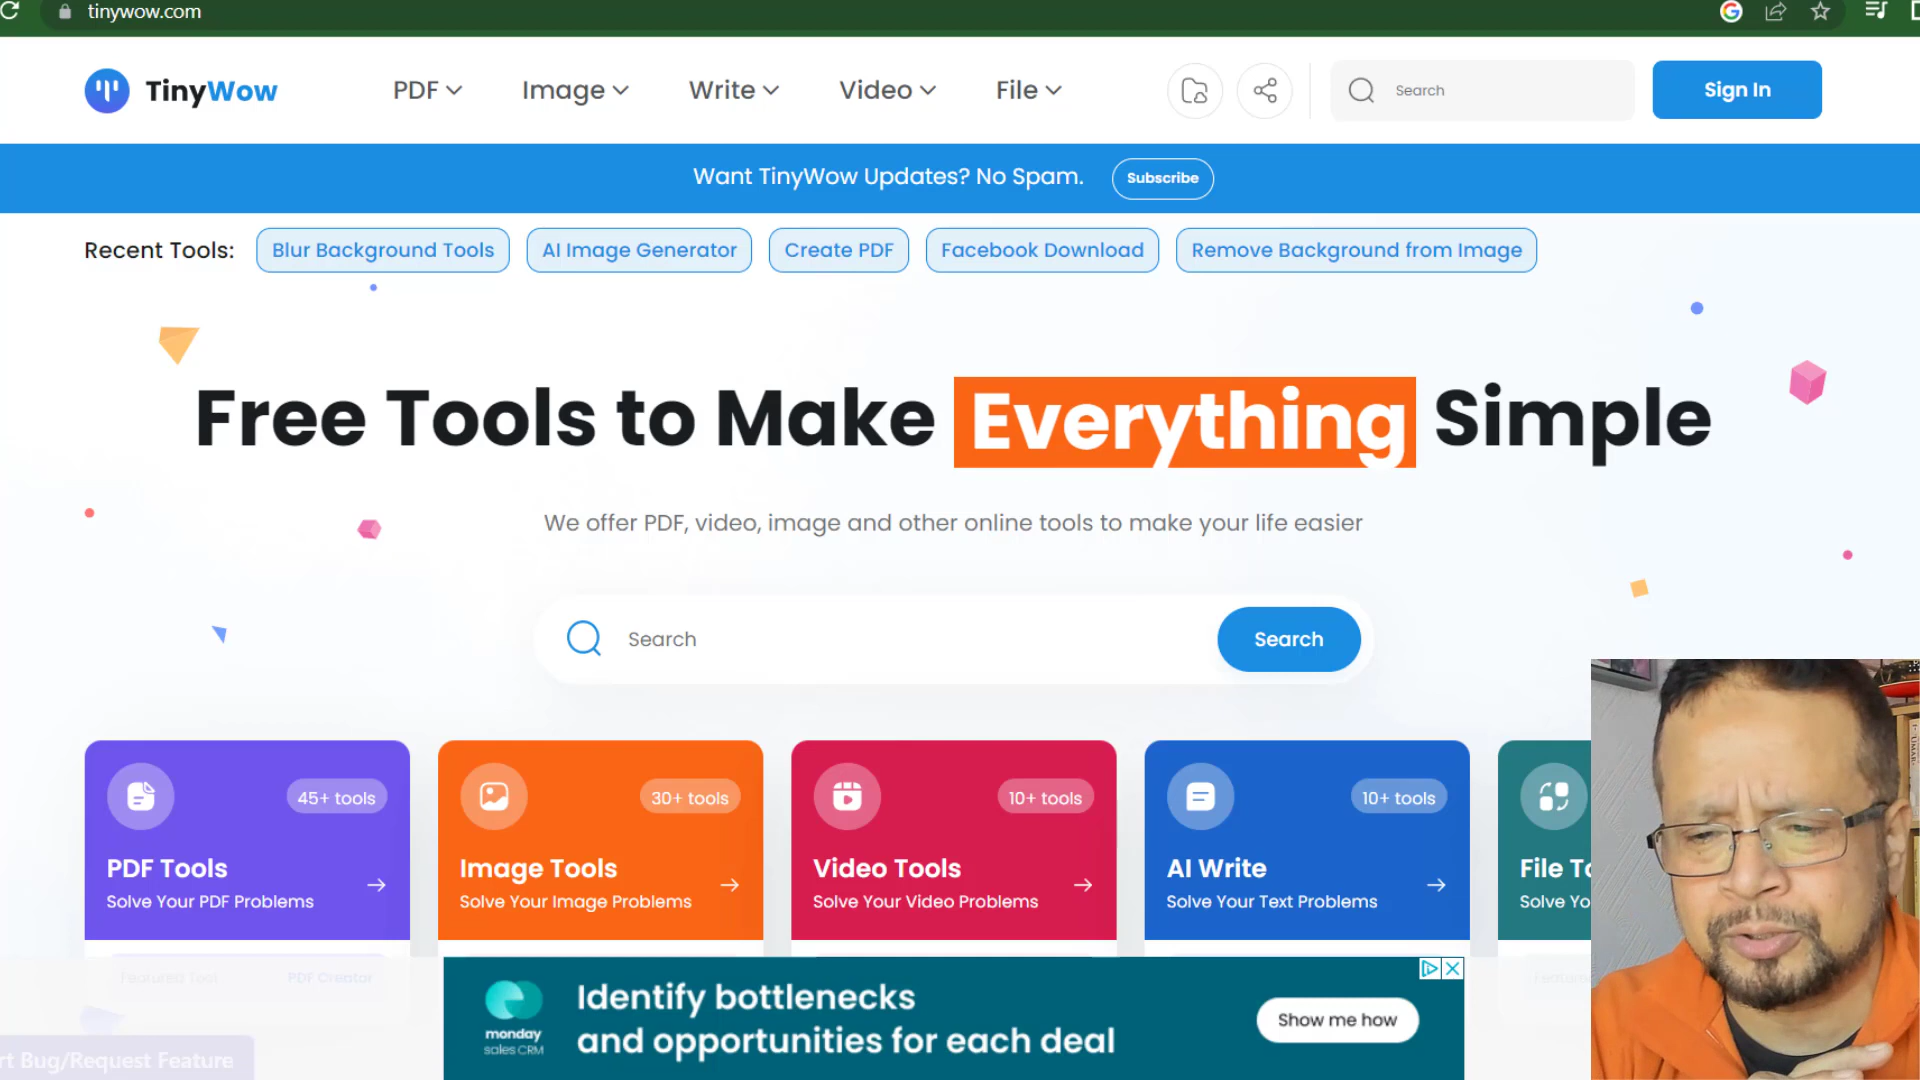 tinywow.com
TinyWow
PDF
Image
Write
Video
File
Search
Sign In
Want TinyWow Updates? No Spam.
Subscribe
Recent Tools:
Blur Background Tools
AI Image Generator
Create PDF
Facebook Download
Remove Background from Image
Free Tools to Make Everything Simple
We offer PDF, video, image and other online tools to make your life easier
Search
Search
45+ tools
PDF Tools
Solve Your PDF Problems
30+ tools
Image Tools
Solve Your Image Problems
10+ tools
Video Tools
Solve Your Video Problems
10+ tools
AI Write
Solve Your Text Problems
File To
Solve Yo
Featured Tool
PDF Creator
Feature
monday
sales CRM
Identify bottlenecks
and opportunities for each deal
Show me how
rt Bug/Request Feature